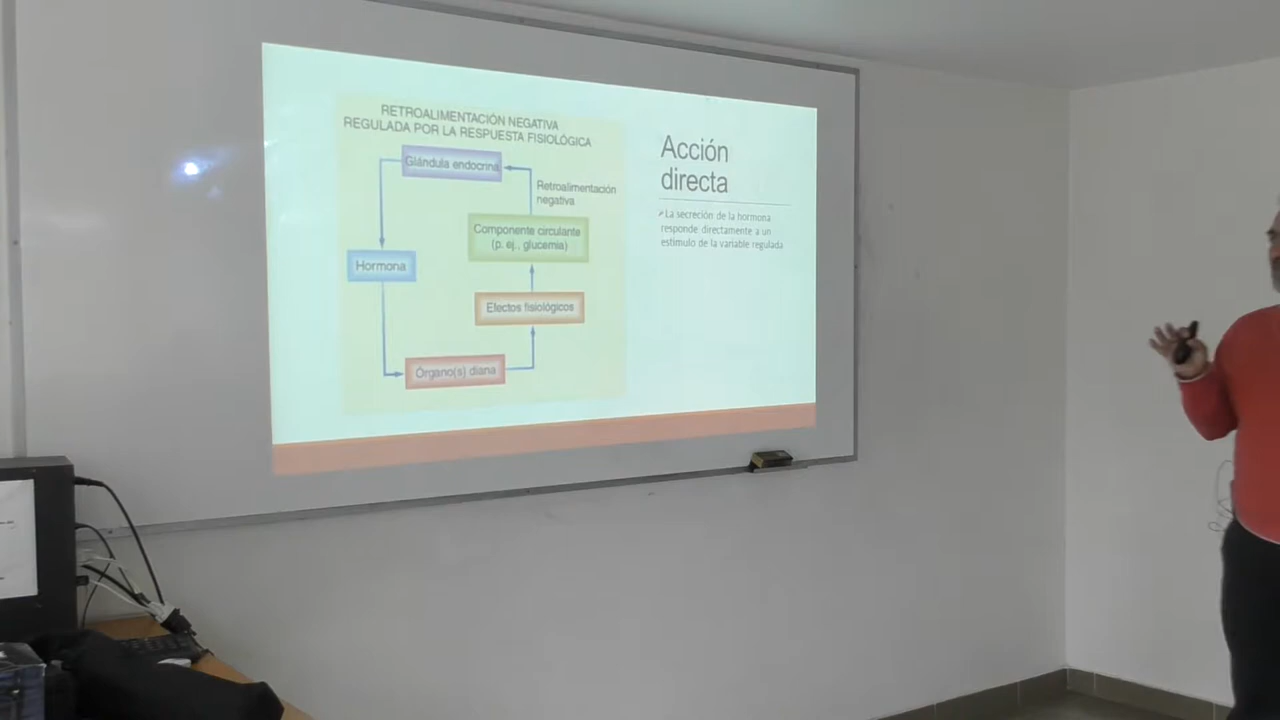 RETROALIMENTACIÓN NEGATIVA
REGULADA POR LA RESPUESTA FISIOLÓGICA
Glándula endocrina
Retroalimentación
negativa
Componente circulante
(p. ej., glucemia)
Hormona
Efectos fisiológicos
Órgano(s) diana
Acción
directa
✓La secreción de la hormona
responde directamente a un
estimulo de la variable regulada